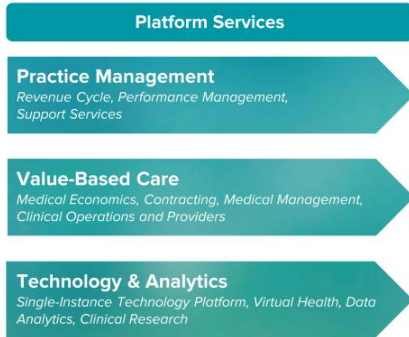 Platform Services
Practice Management
Revenue Cycle, Performance Management,
Support Services
Value-Based Care
Medical Economics, Contracting, Medical Management,
Clinical Operations and Providers
Technology & Analytics
Single-Instance Technology Platform, Virtual Health, Data
Analytics, Clinical Research